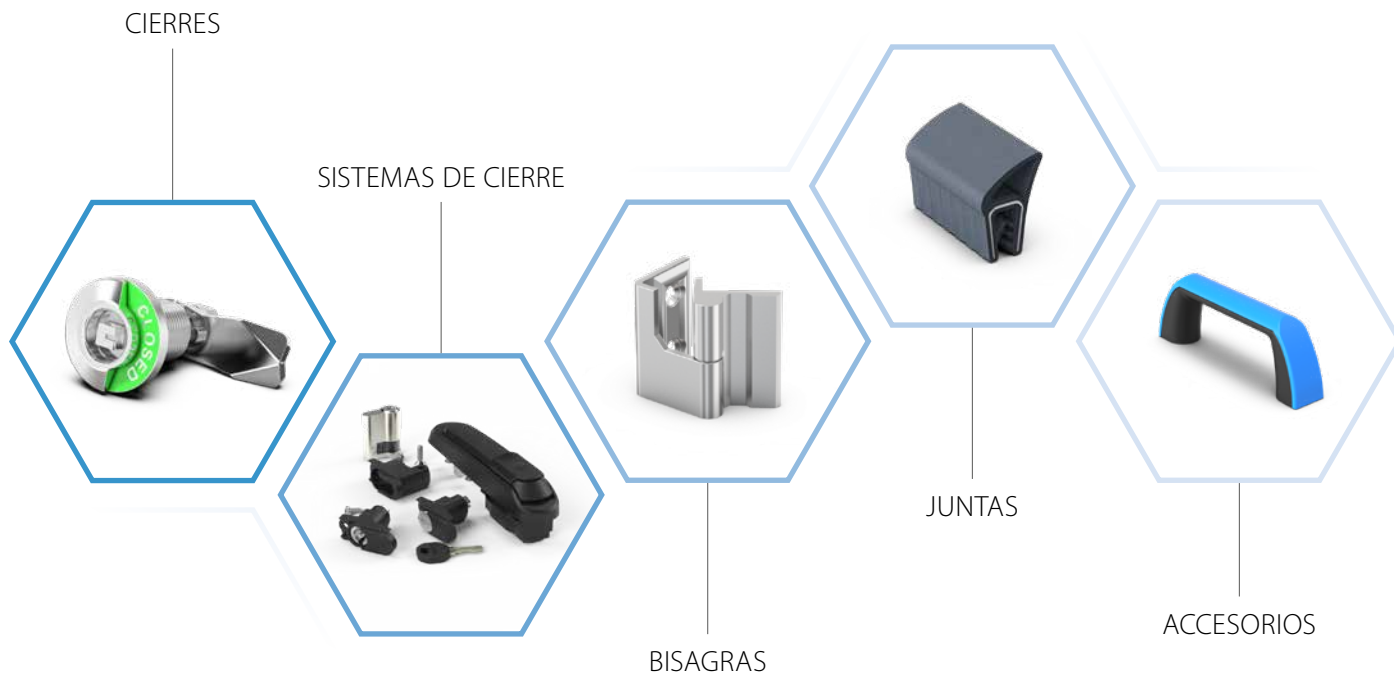 CIERRES
SISTEMAS DE CIERRE
CLOSED
BISAGRAS
JUNTAS
ACCESORIOS